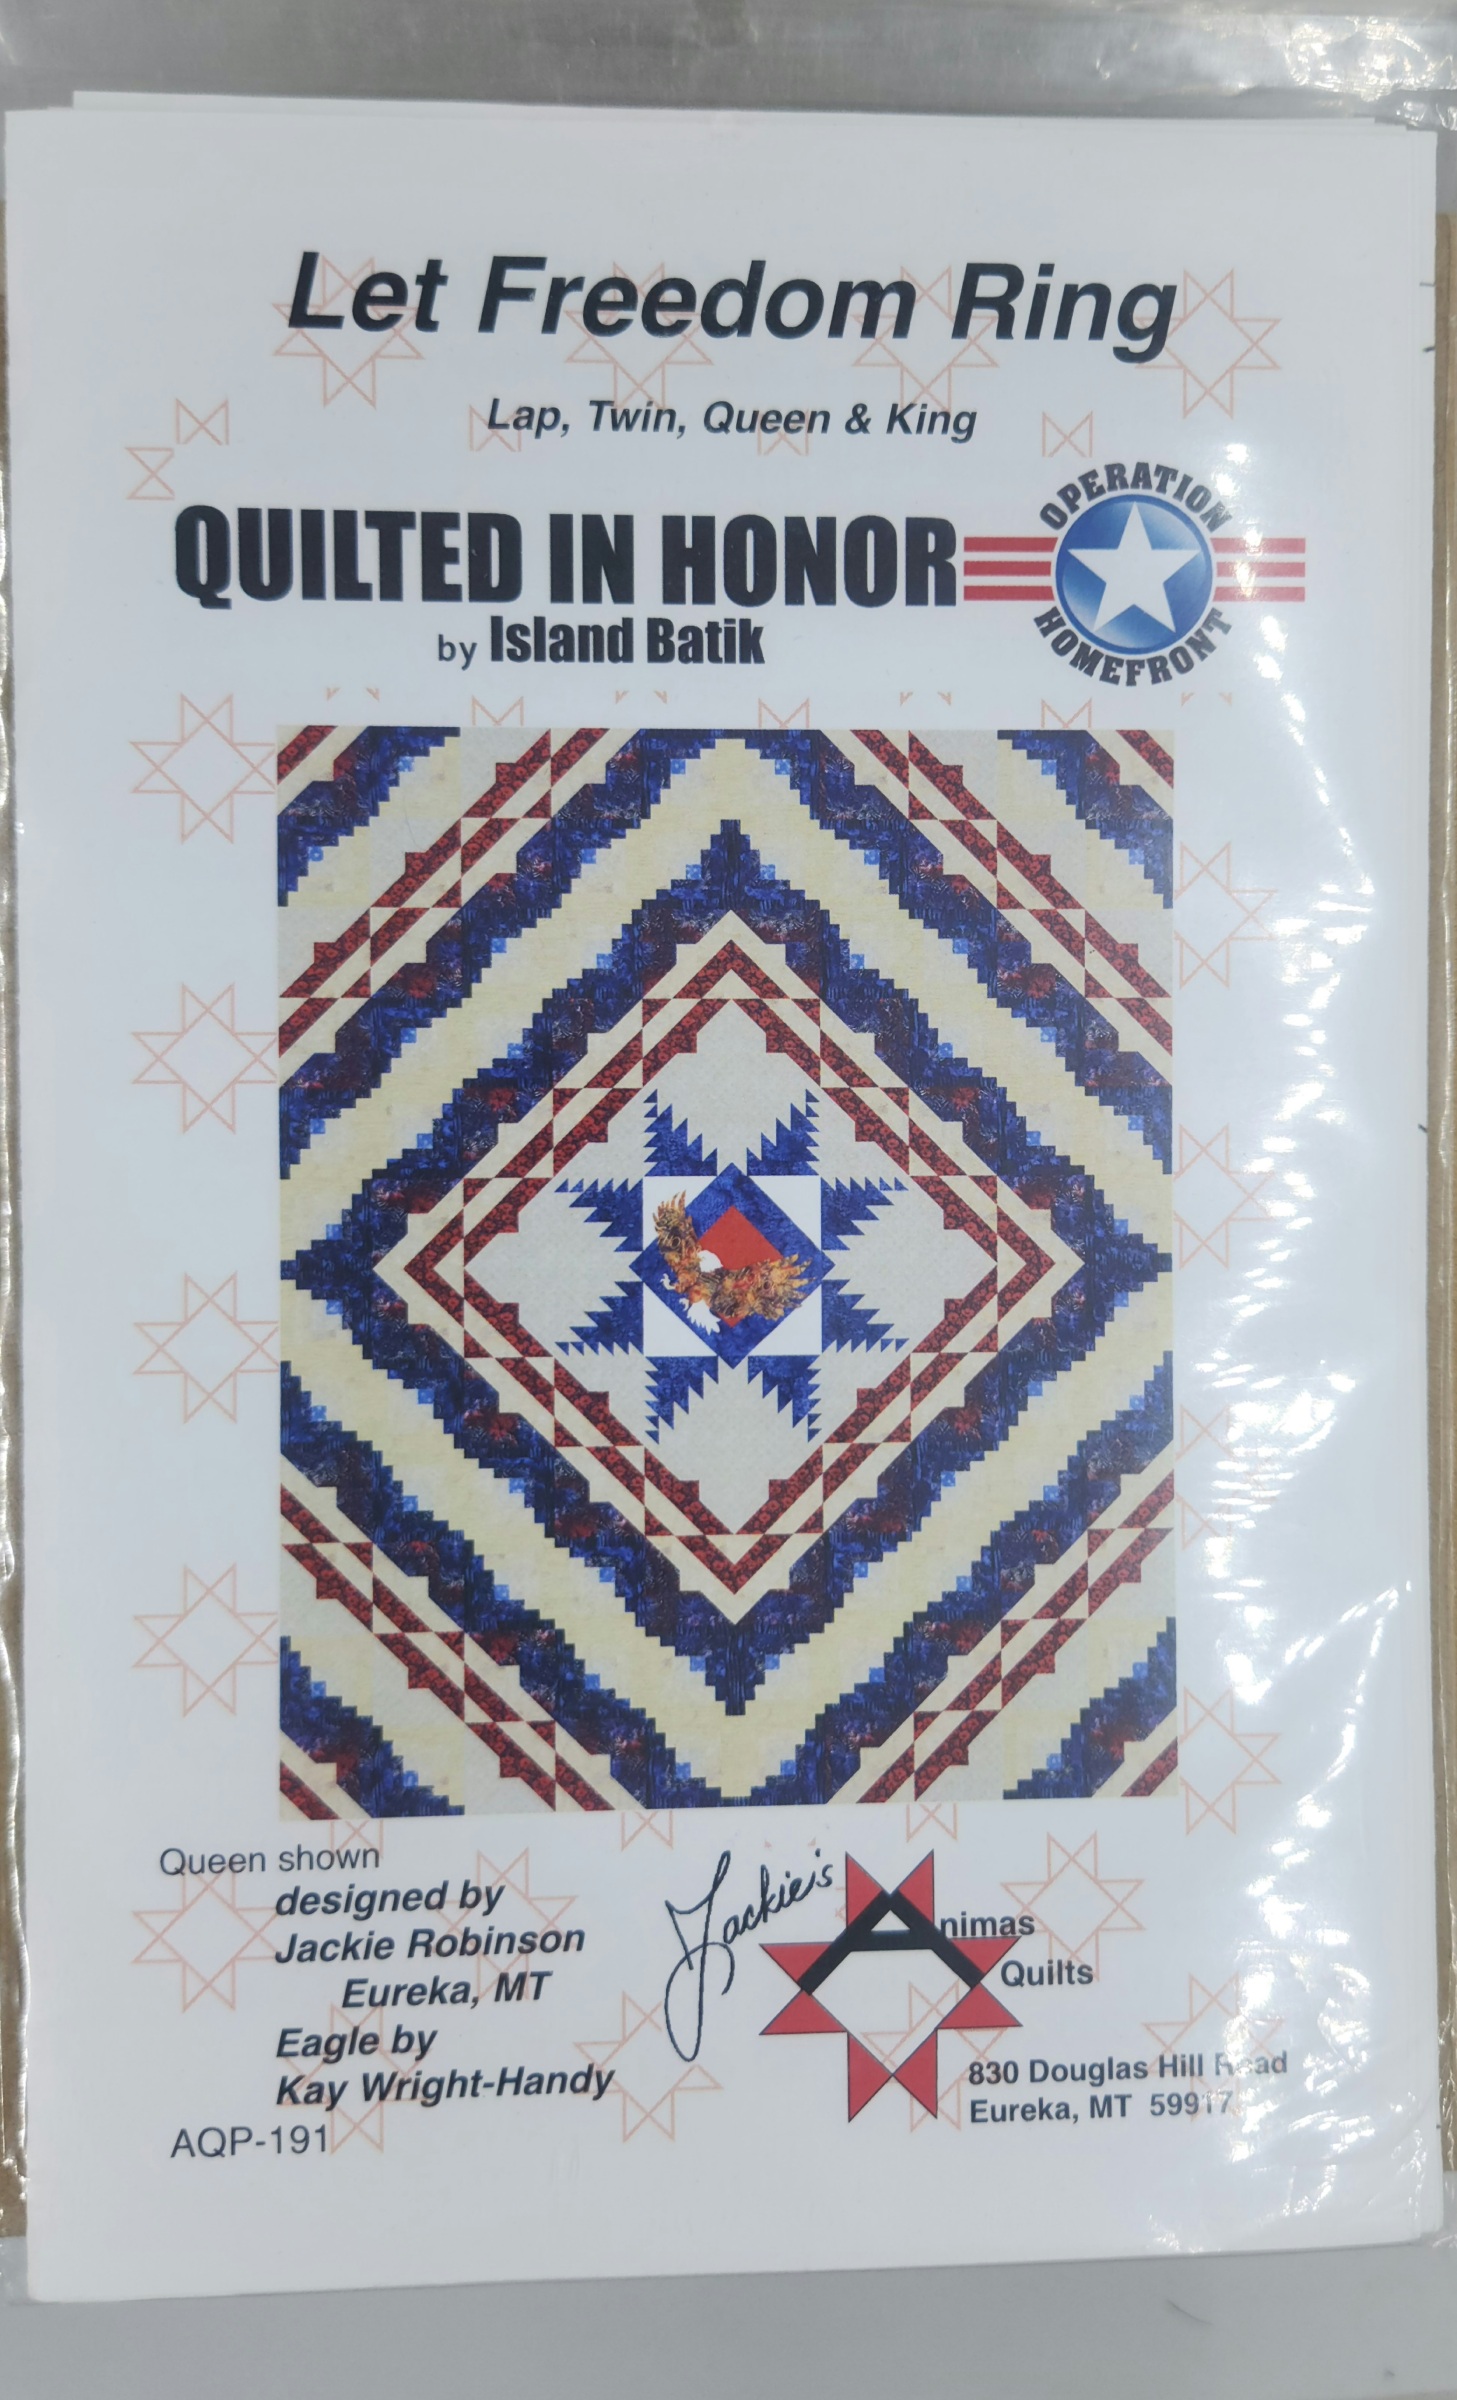 Let Freedom Ring
Lap, Twin, Queen & King
QUILTED IN HONOR
by Island Batik
OPERATION
HOMEFRONT
Queen shown
designed by
Jackie Robinson
Eureka, MT
Eagle by
Kay Wright-Handy
AQP-191
Jackie's
Animas
Quilts
830 Douglas Hill Road
Eureka, MT 59917